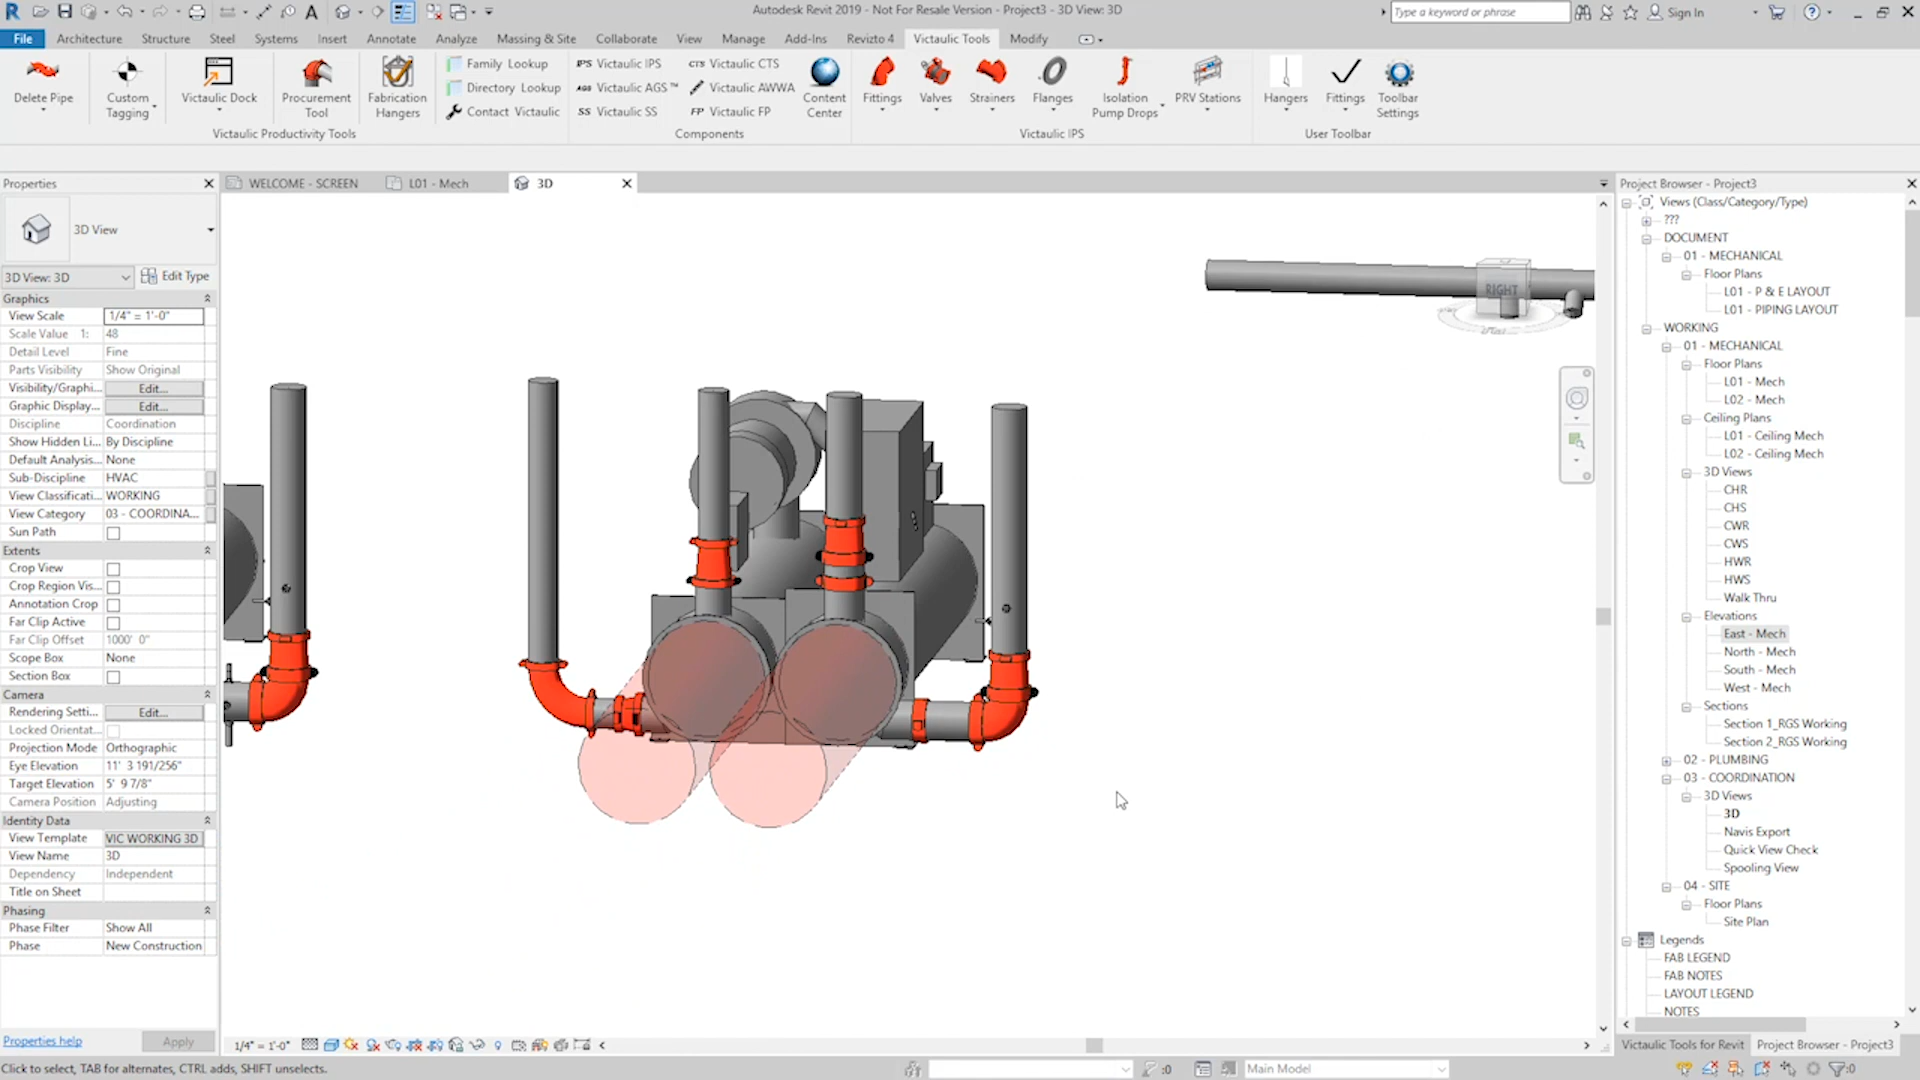 Autodesk Revit 2019 - Not For Resale Version - Project3 - 3D View: 3D
Type a keyword or phrase
Sign In
File
Architecture
Structure
Steel
Systems
Insert
Annotate
Analyze
Massing & Site
Collaborate
View
Manage
Add-Ins
Revizto 4
Victaulic Tools
Modify
Delete Pipe
Custom Tagging
Victaulic Dock
Procurement Tool
Fabrication Hangers
Family Lookup
Directory Lookup
Contact Victaulic
Victaulic Productivity Tools
IPS Victaulic IPS
AGS Victaulic AGS™
SS Victaulic SS
CTS Victaulic CTS
Victaulic AWWA
FP Victaulic FP
Content Center
Components
Fittings
Valves
Strainers
Flanges
Isolation Pump Drops
PRV Stations
Victaulic IPS
Hangers
Fittings
Toolbar Settings
User Toolbar
Properties
3D View
3D View: 3D
Edit Type
Graphics
View Scale 1/4" = 1'-0"
Scale Value 1: 48
Detail Level Fine
Parts Visibility Show Original
Visibility/Graphi... Edit...
Graphic Display... Edit...
Discipline Coordination
Show Hidden Li... By Discipline
Default Analysis... None
Sub-Discipline HVAC
View Classificati... WORKING
View Category 03 - COORDINA...
Sun Path
Extents
Crop View
Crop Region Vis...
Annotation Crop
Far Clip Active
Far Clip Offset 1000' 0"
Scope Box None
Section Box
Camera
Rendering Setti... Edit...
Locked Orientat...
Projection Mode Orthographic
Eye Elevation 11' 3 191/256"
Target Elevation 5' 9 7/8"
Camera Position Adjusting
Identity Data
View Template VIC WORKING 3D
View Name 3D
Dependency Independent
Title on Sheet
Phasing
Phase Filter Show All
Phase New Construction
Properties help
Apply
WELCOME - SCREEN
L01 - Mech
3D
RIGHT
1/4" = 1'-0"
Project Browser - Project3
Views (Class/Category/Type)
???
DOCUMENT
01 - MECHANICAL
Floor Plans
L01 - P & E LAYOUT
L01 - PIPING LAYOUT
WORKING
01 - MECHANICAL
Floor Plans
L01 - Mech
L02 - Mech
Ceiling Plans
L01 - Ceiling Mech
L02 - Ceiling Mech
3D Views
CHR
CHS
CWR
CWS
HWR
HWS
Walk Thru
Elevations
East - Mech
North - Mech
South - Mech
West - Mech
Sections
Section 1_RGS Working
Section 2_RGS Working
02 - PLUMBING
03 - COORDINATION
3D Views
3D
Navis Export
Quick View Check
Spooling View
04 - SITE
Floor Plans
Site Plan
Legends
FAB LEGEND
FAB NOTES
LAYOUT LEGEND
NOTES
Victaulic Tools for Revit
Project Browser - Project3
Click to select, TAB for alternates, CTRL adds, SHIFT unselects.
:0
Main Model
:0